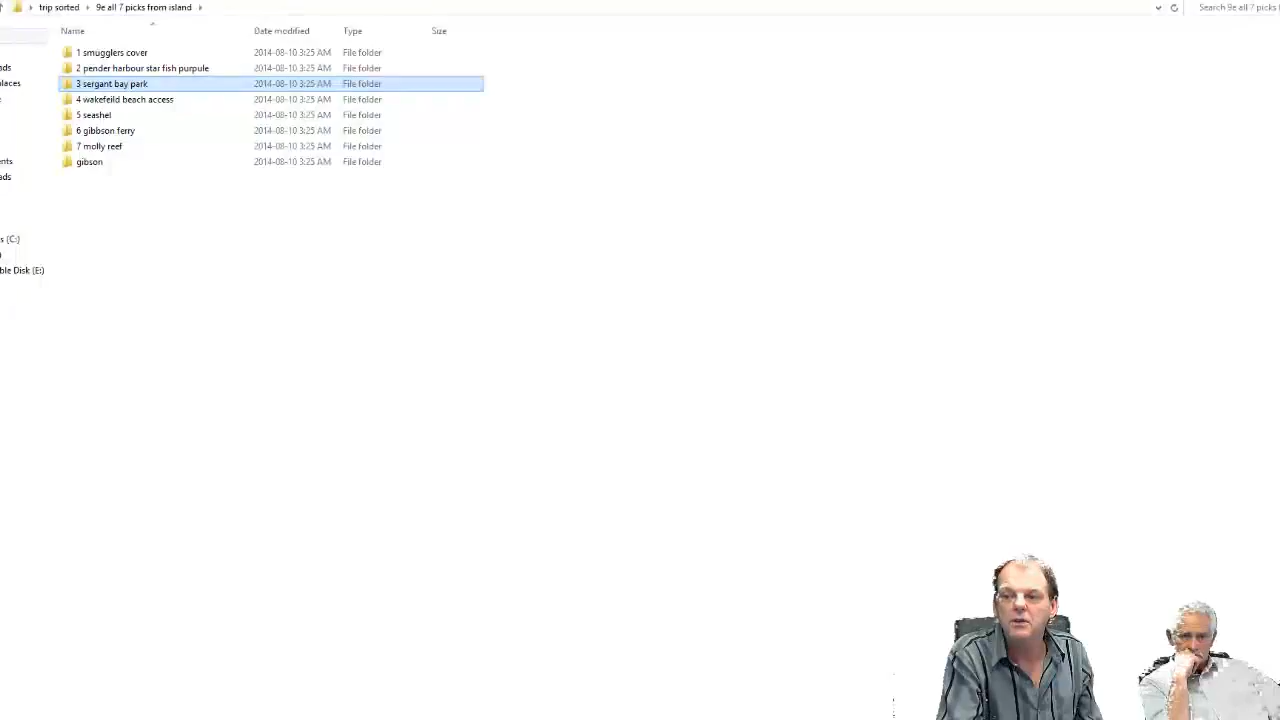 trip sorted 9e all 7 picks from island Search 9e all 7 picks
Name Date modified Type Size
1 smugglers cover 2014-08-10 3:25 AM File folder
ads 2 pender harbour star fish purpule 2014-08-10 3:25 AM File folder
places 3 sergant bay park 2014-08-10 3:25 AM File folder
4 wakefeild beach access 2014-08-10 3:25 AM File folder
5 seashel 2014-08-10 3:25 AM File folder
6 gibbson ferry 2014-08-10 3:25 AM File folder
7 molly reef 2014-08-10 3:25 AM File folder
ents gibson 2014-08-10 3:25 AM File folder
ads
s (C:)
ble Disk (E:)